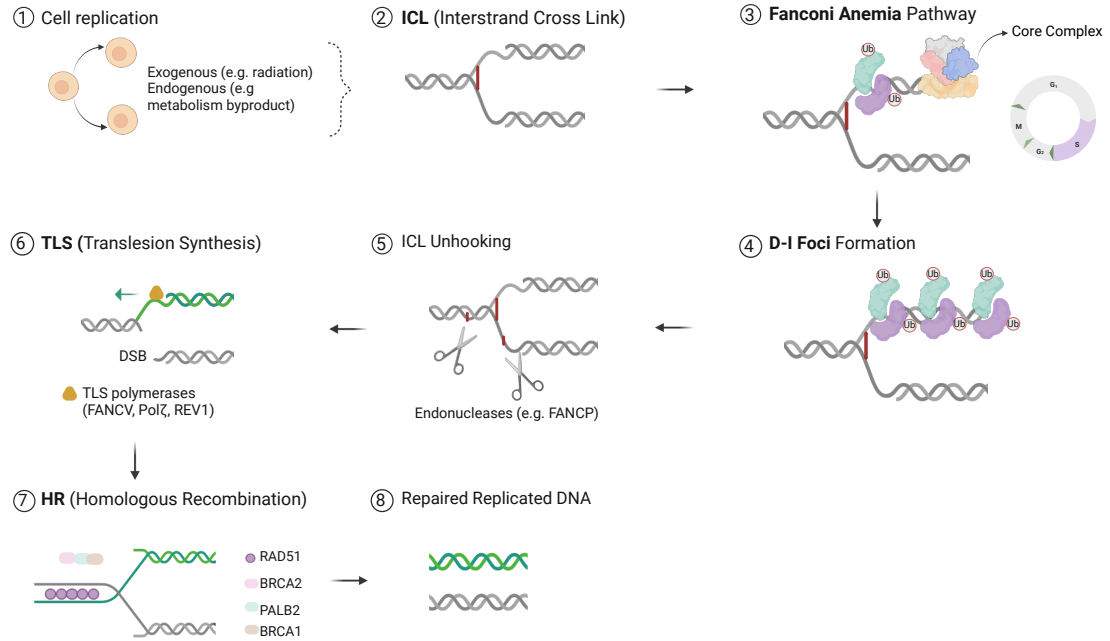 ① Cell replication
Exogenous (e.g. radiation)
Endogenous (e.g
metabolism byproduct)
② ICL (Interstrand Cross Link)
③ Fanconi Anemia Pathway
Core Complex
Ub
Ub
G₁
S
G₂
M
④ D-I Foci Formation
Ub
Ub
Ub
Ub
Ub
Ub
⑤ ICL Unhooking
Endonucleases (e.g. FANCP)
⑥ TLS (Translesion Synthesis)
DSB
TLS polymerases
(FANCV, Polζ, REV1)
⑦ HR (Homologous Recombination)
RAD51
BRCA2
PALB2
BRCA1
⑧ Repaired Replicated DNA